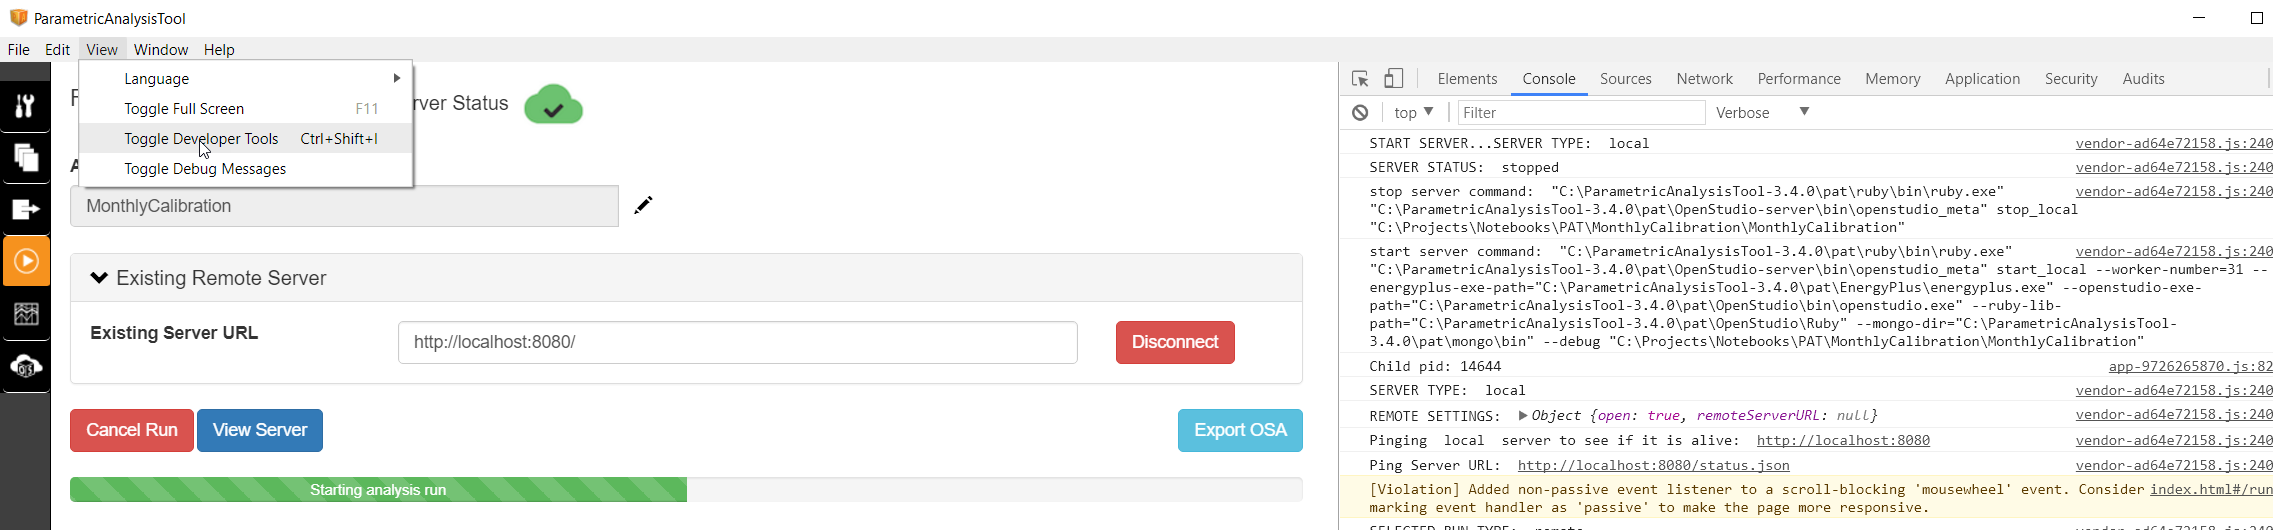 ParametricAnalysisTool
File Edit View Window Help
Language
Toggle Full Screen F11
Toggle Developer Tools Ctrl+Shift+I
Toggle Debug Messages
rver Status
MonthlyCalibration
Existing Remote Server
Existing Server URL
http://localhost:8080/
Disconnect
Cancel Run
View Server
Export OSA
Starting analysis run
Elements Console Sources Network Performance Memory Application Security Audits
top Filter Verbose
START SERVER...SERVER TYPE: local vendor-ad64e72158.js:240
SERVER STATUS: stopped vendor-ad64e72158.js:240
stop server command: "C:\ParametricAnalysisTool-3.4.0\pat\ruby\bin\ruby.exe" vendor-ad64e72158.js:240
"C:\ParametricAnalysisTool-3.4.0\pat\OpenStudio-server\bin\openstudio_meta" stop_local
"C:\Projects\Notebooks\PAT\MonthlyCalibration\MonthlyCalibration"
start server command: "C:\ParametricAnalysisTool-3.4.0\pat\ruby\bin\ruby.exe" vendor-ad64e72158.js:240
"C:\ParametricAnalysisTool-3.4.0\pat\OpenStudio-server\bin\openstudio_meta" start_local --worker-number=31 --
energyplus-exe-path="C:\ParametricAnalysisTool-3.4.0\pat\EnergyPlus\energyplus.exe" --openstudio-exe-
path="C:\ParametricAnalysisTool-3.4.0\pat\OpenStudio\bin\openstudio.exe" --ruby-lib-
path="C:\ParametricAnalysisTool-3.4.0\pat\OpenStudio\Ruby" --mongo-dir="C:\ParametricAnalysisTool-
3.4.0\pat\mongo\bin" --debug "C:\Projects\Notebooks\PAT\MonthlyCalibration\MonthlyCalibration"
Child pid: 14644 app-9726265870.js:82
SERVER TYPE: local vendor-ad64e72158.js:240
REMOTE SETTINGS: Object {open: true, remoteServerURL: null} vendor-ad64e72158.js:240
Pinging local server to see if it is alive: http://localhost:8080 vendor-ad64e72158.js:240
Ping Server URL: http://localhost:8080/status.json vendor-ad64e72158.js:240
[Violation] Added non-passive event listener to a scroll-blocking 'mousewheel' event. Consider index.html#/run
marking event handler as 'passive' to make the page more responsive.
SELECTED RUN TYPE: remote